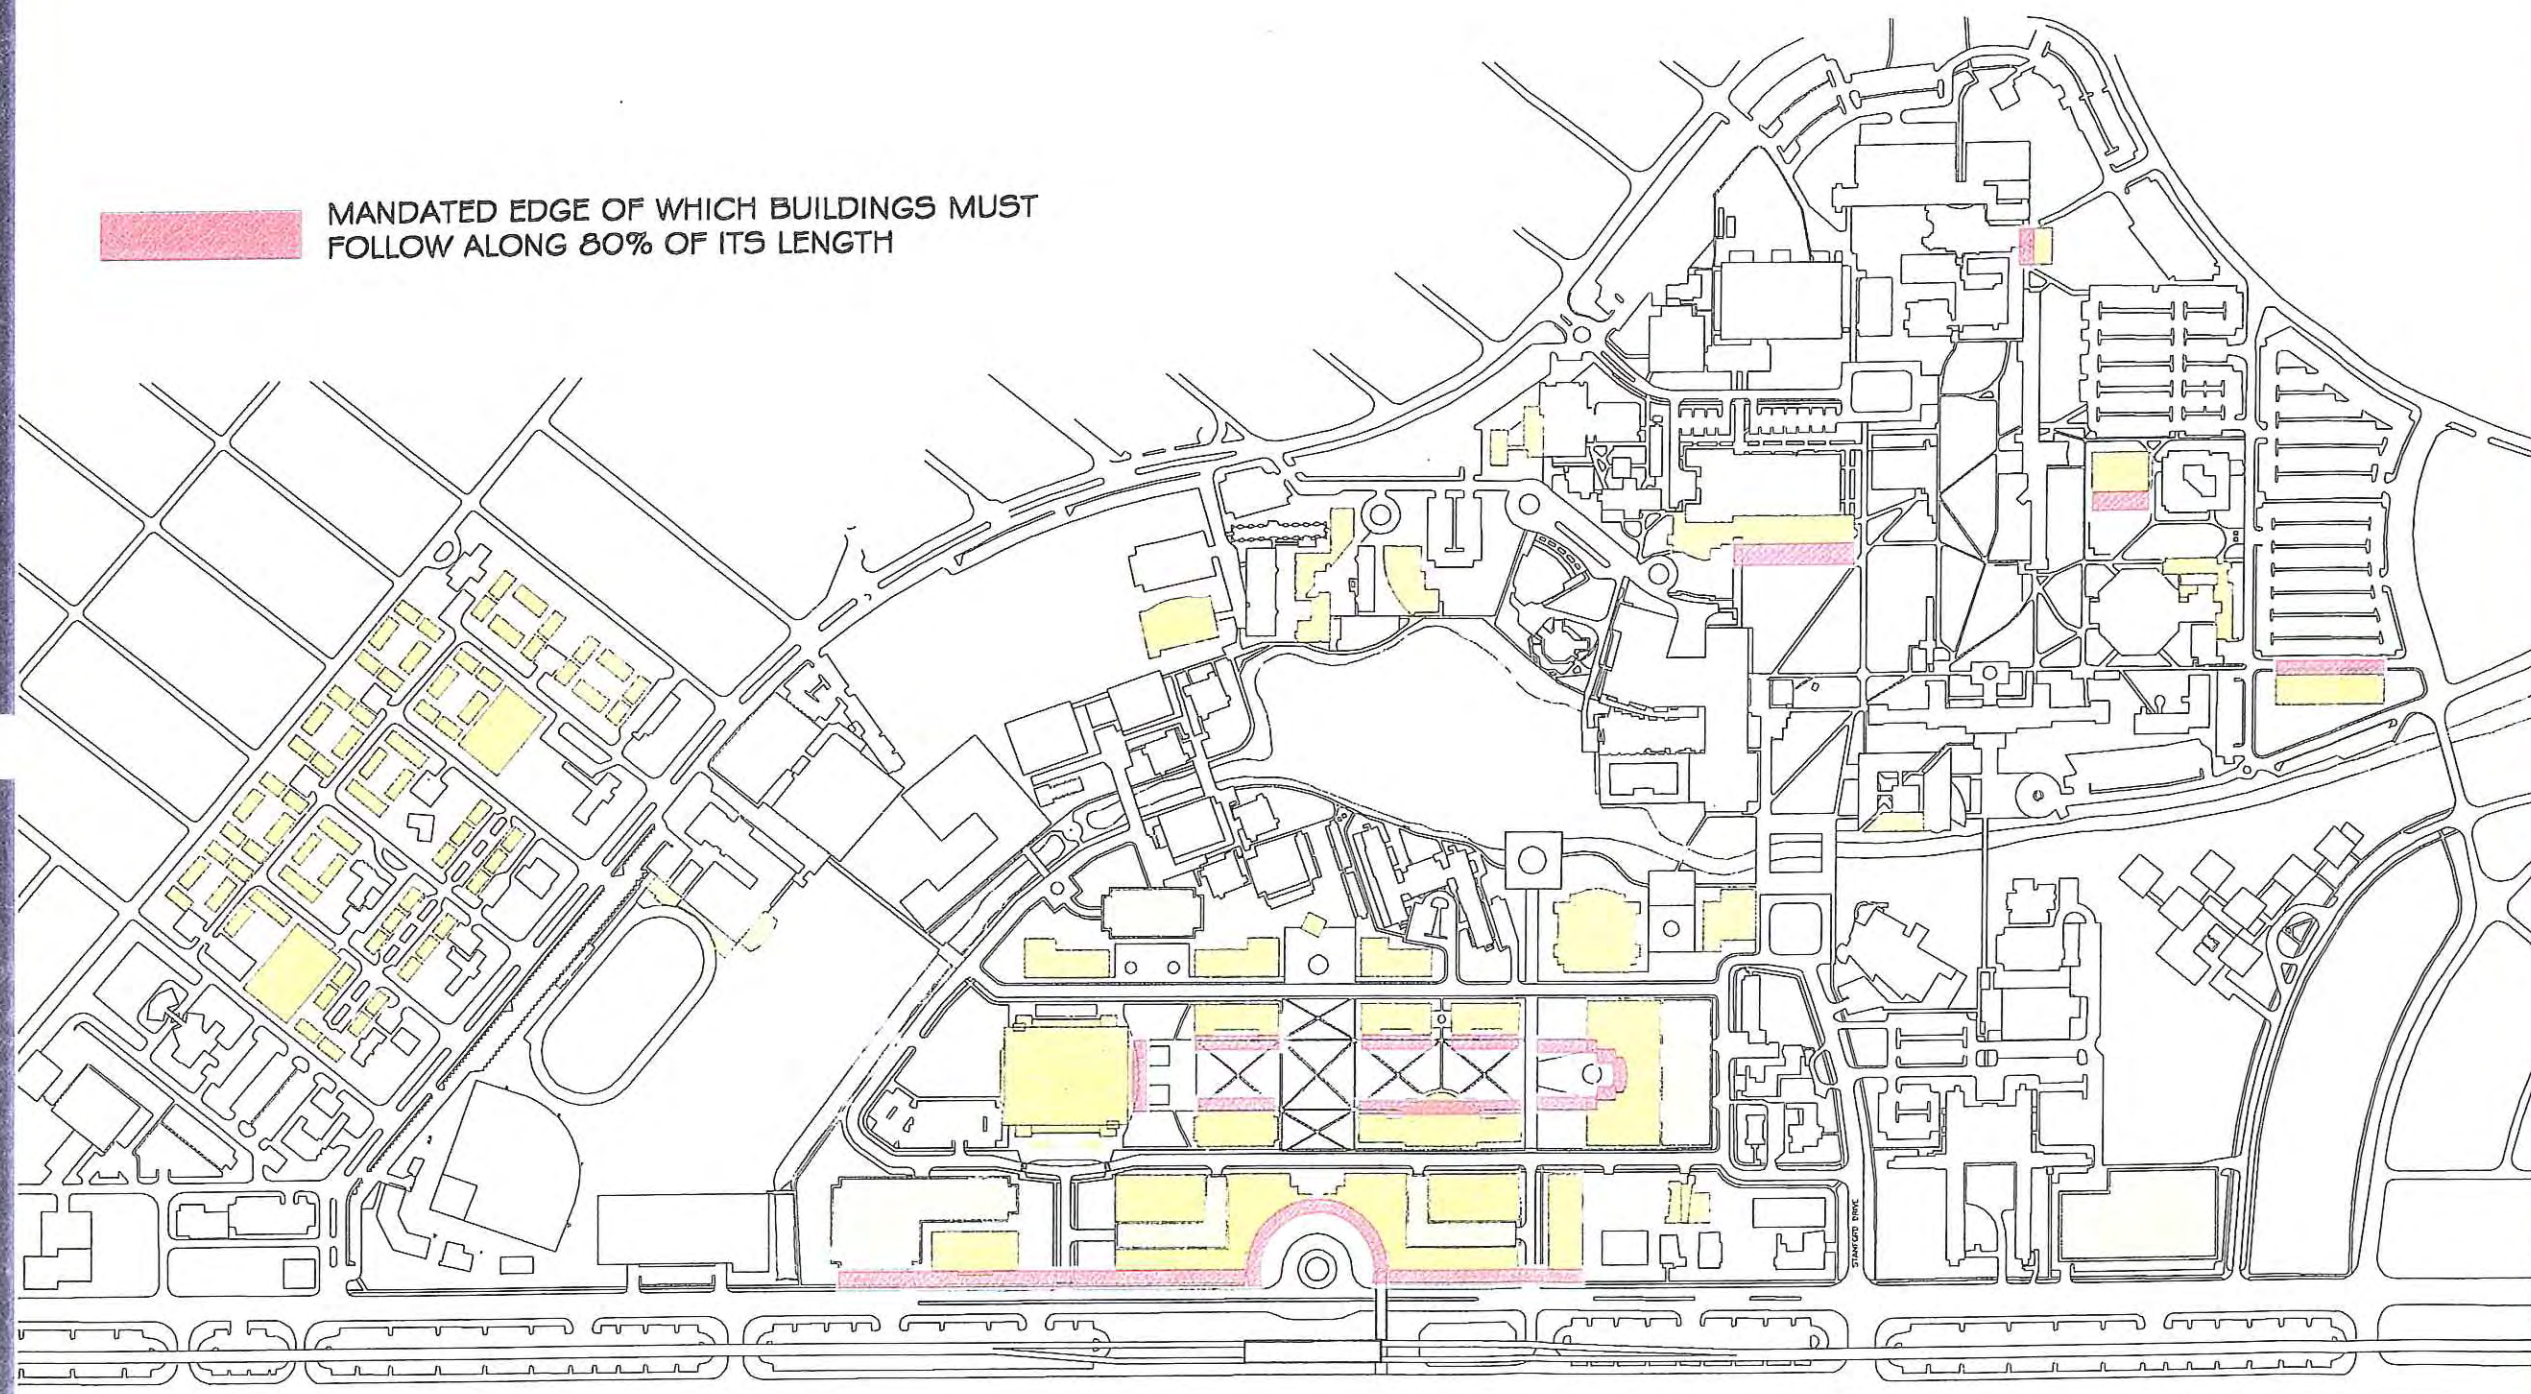 MANDATED EDGE OF WHICH BUILDINGS MUST
FOLLOW ALONG 80% OF ITS LENGTH
STANFORD DRIVE